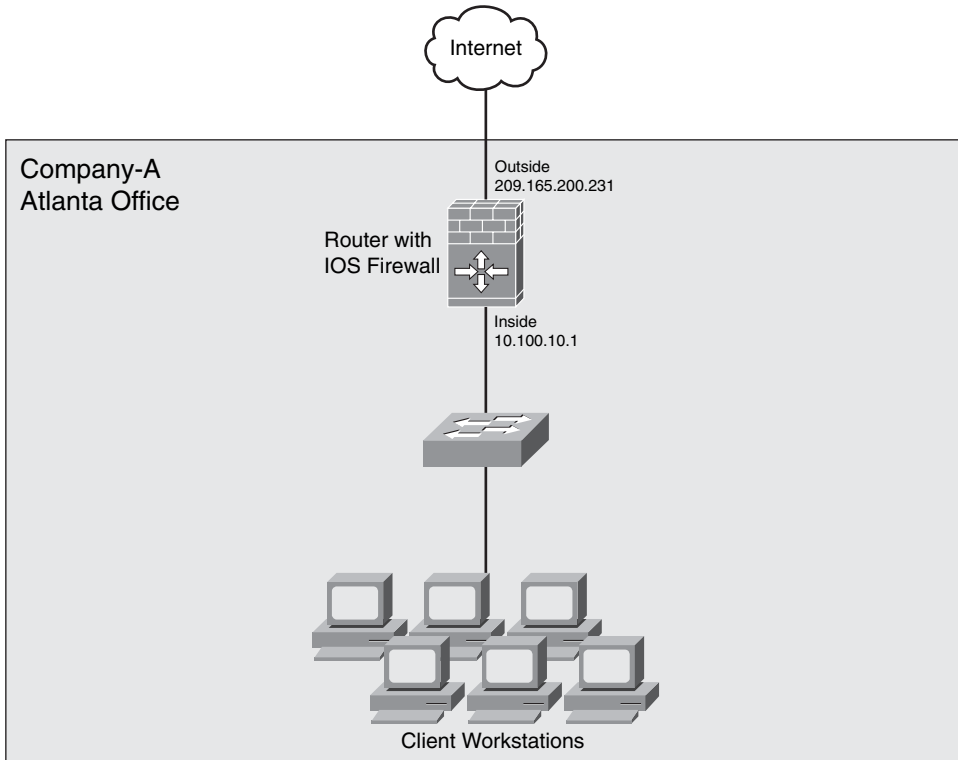 Internet
Company-A
Atlanta Office
Outside
209.165.200.231
Router with
IOS Firewall
Inside
10.100.10.1
Client Workstations